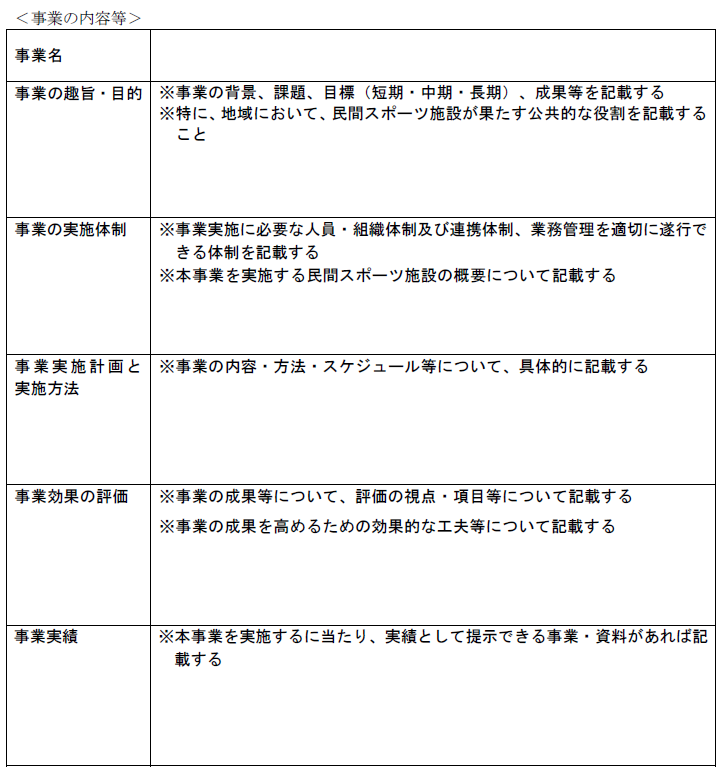 ＜事業の内容等＞
事業名
事業の趣旨・目的
※事業の背景、課題、目標（短期・中期・長期）、成果等を記載する
※特に、地域において、民間スポーツ施設が果たす公共的な役割を記載する
こと
事業の実施体制
※事業実施に必要な人員・組織体制及び連携体制、業務管理を適切に遂行で
きる体制を記載する
※本事業を実施する民間スポーツ施設の概要について記載する
事業実施計画と
実施方法
※事業の内容・方法・スケジュール等について、具体的に記載する
事業効果の評価
※事業の成果等について、評価の視点・項目等について記載する
※事業の成果を高めるための効果的な工夫等について記載する
事業実績
※本事業を実施するに当たり、実績として提示できる事業・資料があれば記
載する